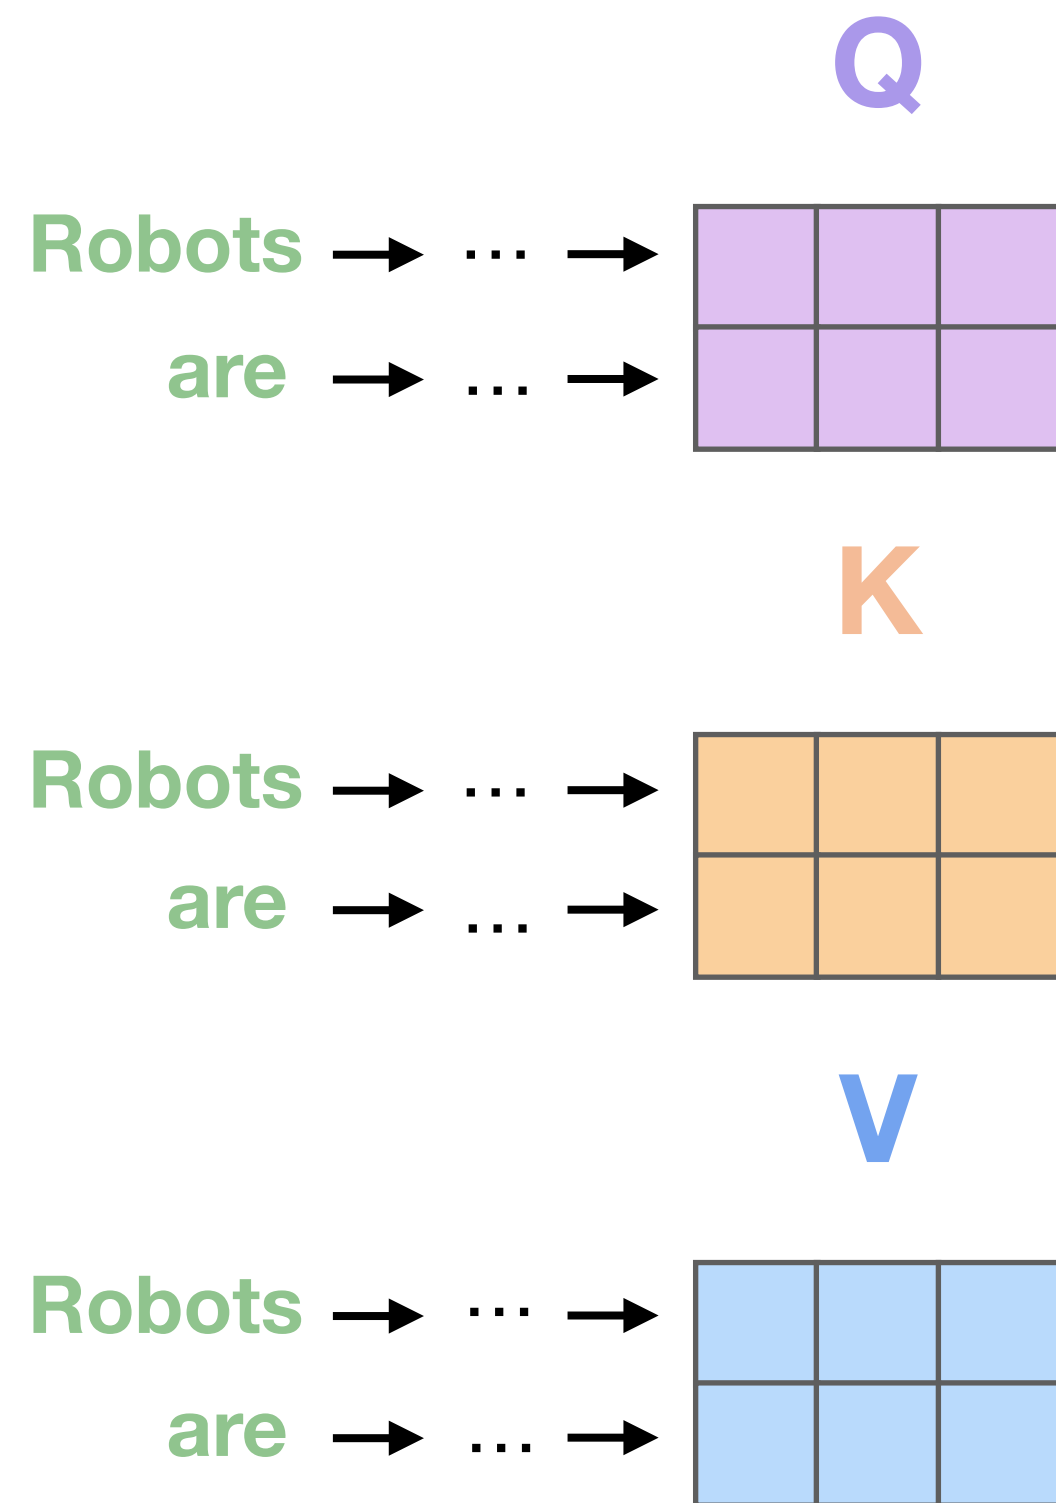 Q
Robots → ... →
are → ... →
K
Robots → ... →
are → ... →
V
Robots → ... →
are → ... →